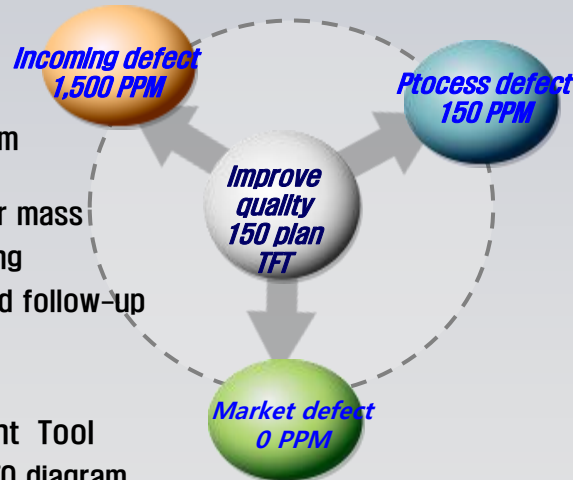 Incoming defect
1,500 PPM
Ptocess defect
150 PPM
Improve
quality
150 plan
TFT
Market defect
0 PPM
m
r mass
ng
d follow-up
nt Tool
O diagram